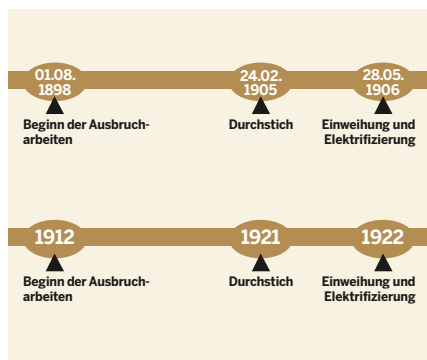 01.08.
1898
24.02.
1905
28.05.
1906
Beginn der Ausbruch-
arbeiten
Durchstich
Einweihung und
Elektrifizierung
1912
1921
1922
Beginn der Ausbruch-
arbeiten
Durchstich
Einweihung und
Elektrifizierung